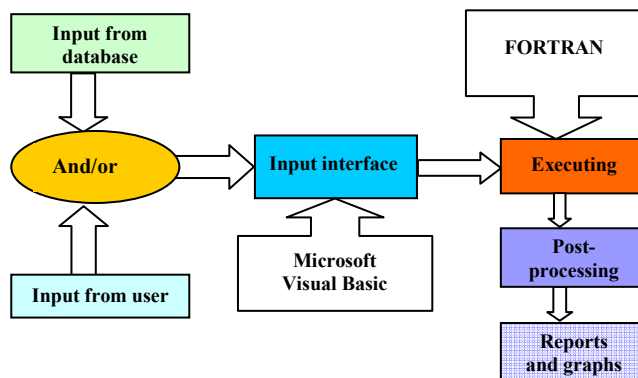 Input from
database
FORTRAN
And/or
Input interface
Executing
Microsoft
Visual Basic
Post-
processing
Input from user
Reports
and graphs